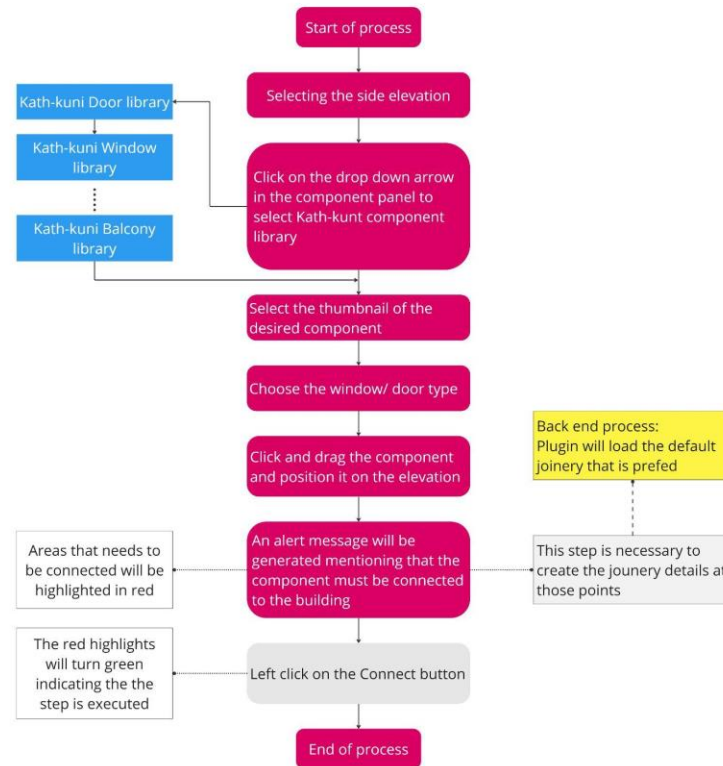 Start of process
Selecting the side elevation
Kath-kuni Door library
Kath-kuni Window
library
Kath-kuni Balcony
library
Click on the drop down arrow
in the component panel to
select Kath-kunt component
library
Select the thumbnail of the
desired component
Choose the window/ door type
Click and drag the component
and position it on the elevation
Back end process:
Plugin will load the default
joinery that is prefed
An alert message will be
generated mentioning that the
component must be connected
to the building
Areas that needs to
be connected will be
highlighted in red
This step is necessary to
create the jounery details at
those points
Left click on the Connect button
The red highlights
will turn green
indicating the the
step is executed
End of process